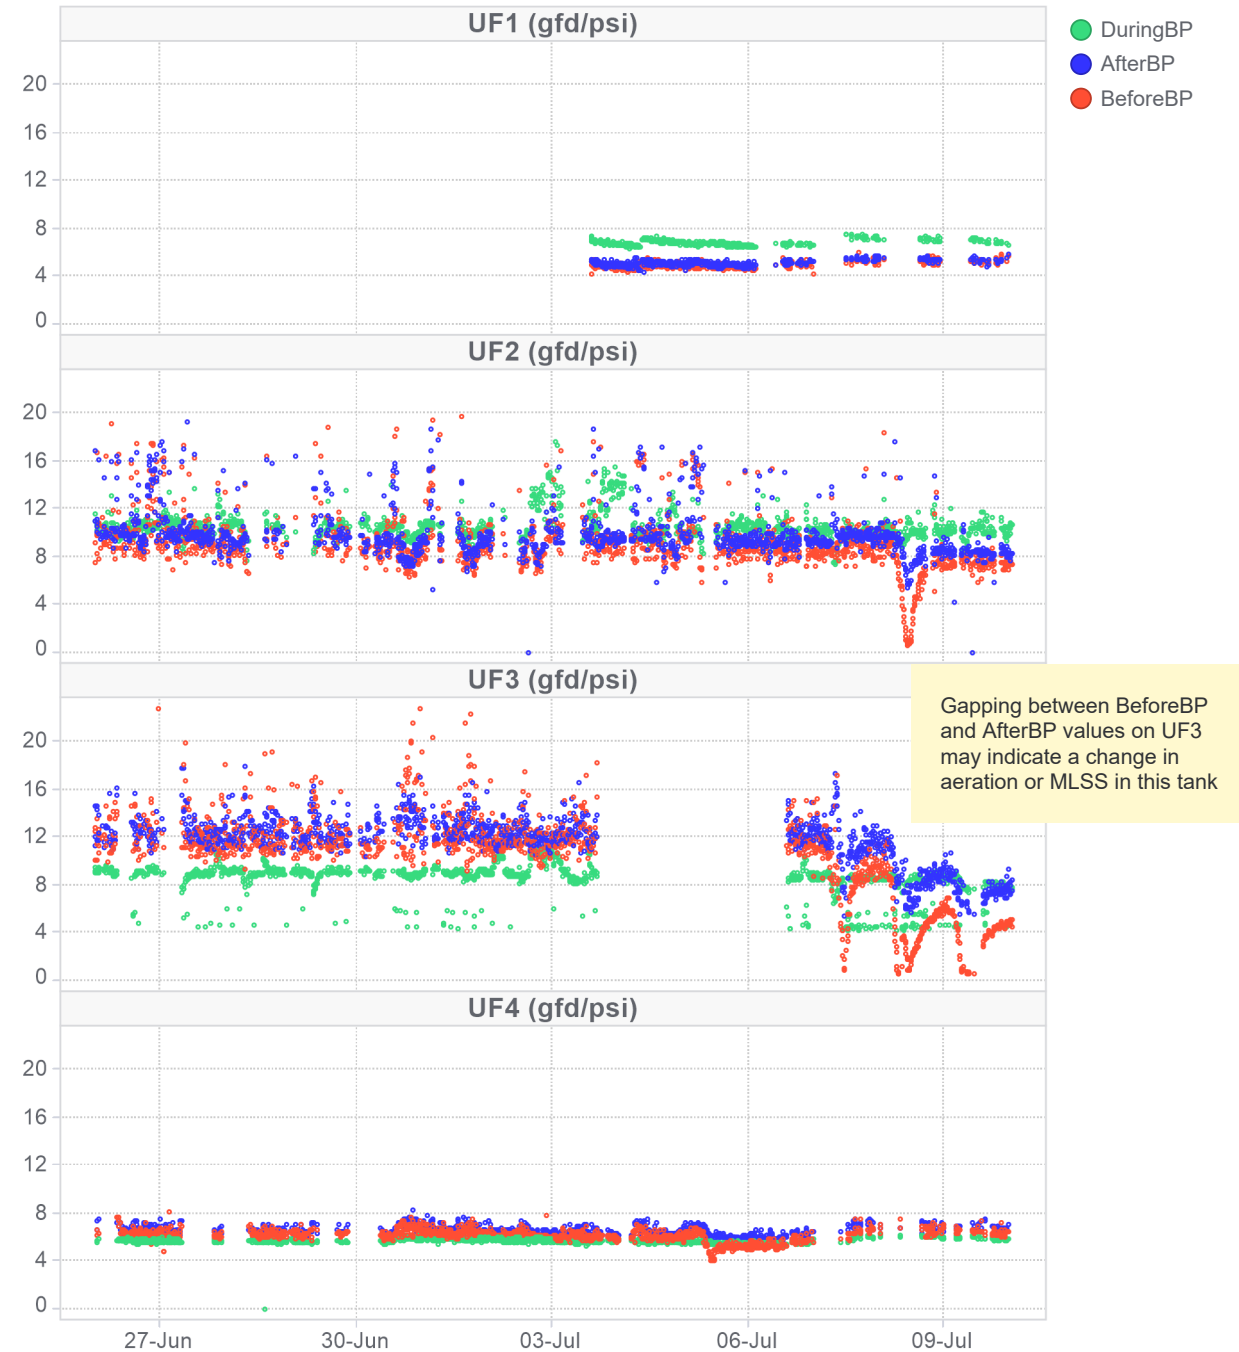 UF1 (gfd/psi)
DuringBP
AfterBP
BeforeBP
20
16
12
8
4
0
UF2 (gfd/psi)
20
16
12
8
4
0
UF3 (gfd/psi)
Gapping between BeforeBP
and AfterBP values on UF3
may indicate a change in
aeration or MLSS in this tank
20
16
12
8
4
0
UF4 (gfd/psi)
20
16
12
8
4
0
27-Jun 30-Jun 03-Jul 06-Jul 09-Jul